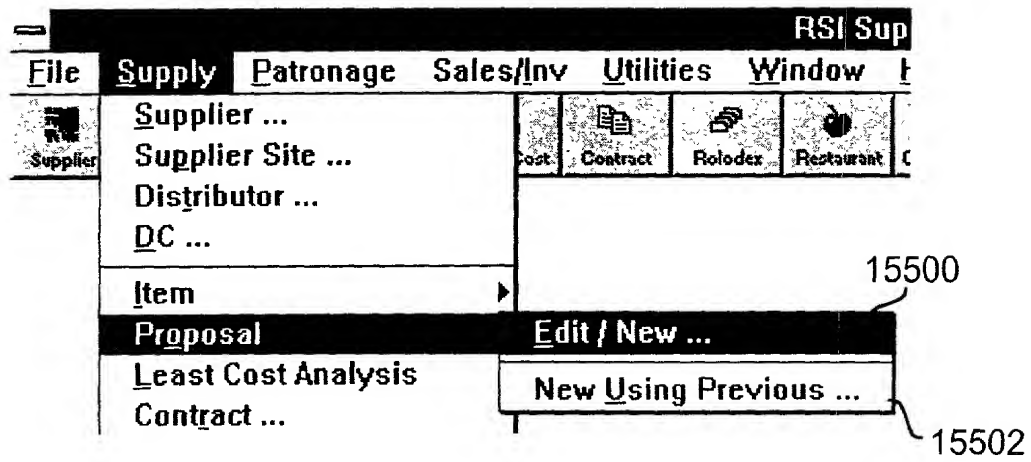 RSI Sup
File Supply Patronage Sales/Inv Utilities Window
Supplier Cost Contract Rolodex Restaurant
Supplier ...
Supplier Site ...
Distributor ...
DC ...
Item
Proposal
Least Cost Analysis
Contract ...
Edit / New ...
New Using Previous ...
15500
15502